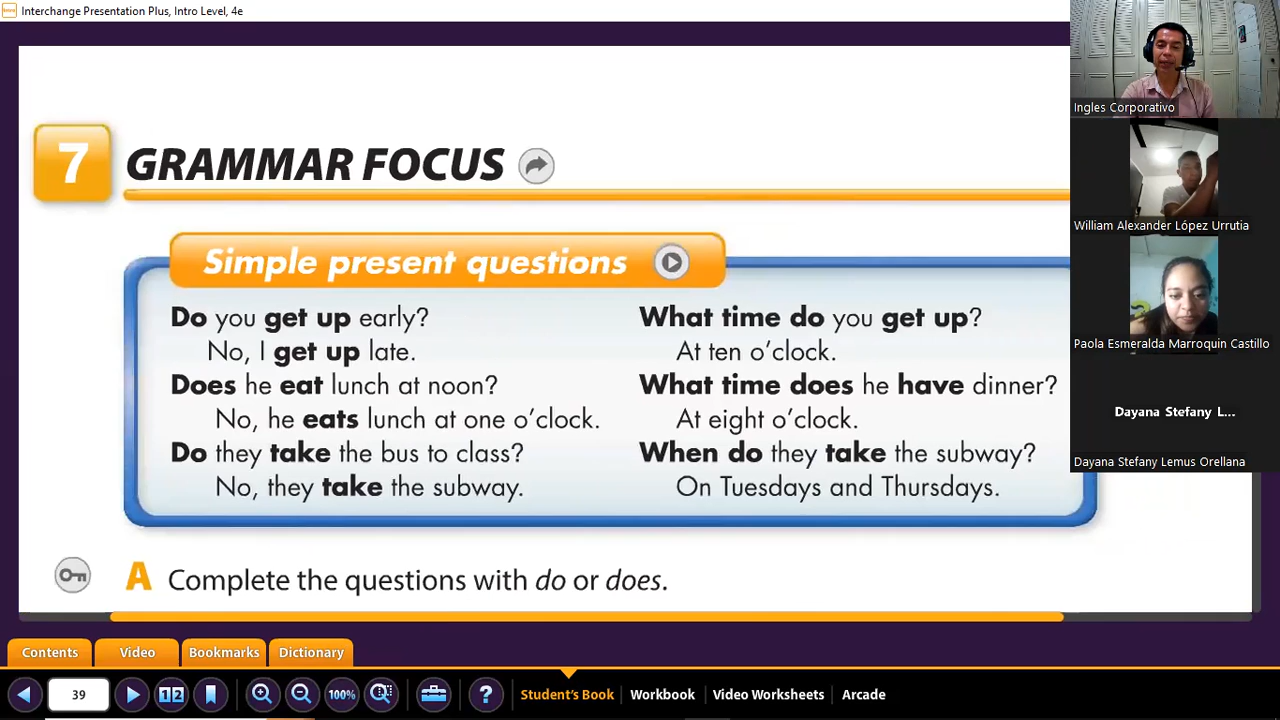 Interchange Presentation Plus, Intro Level, 4e
7 GRAMMAR FOCUS
Simple present questions
Do you get up early?
No, I get up late.
Does he eat lunch at noon?
No, he eats lunch at one o’clock.
Do they take the bus to class?
No, they take the subway.
What time do you get up?
At ten o’clock.
What time does he have dinner?
At eight o’clock.
When do they take the subway?
On Tuesdays and Thursdays.
A Complete the questions with do or does.
Ingles Corporativo
William Alexander López Urrutia
Paola Esmeralda Marroquin Castillo
Dayana Stefany L...
Dayana Stefany Lemus Orellana
Contents Video Bookmarks Dictionary
39 1 2 100% ? Student’s Book Workbook Video Worksheets Arcade